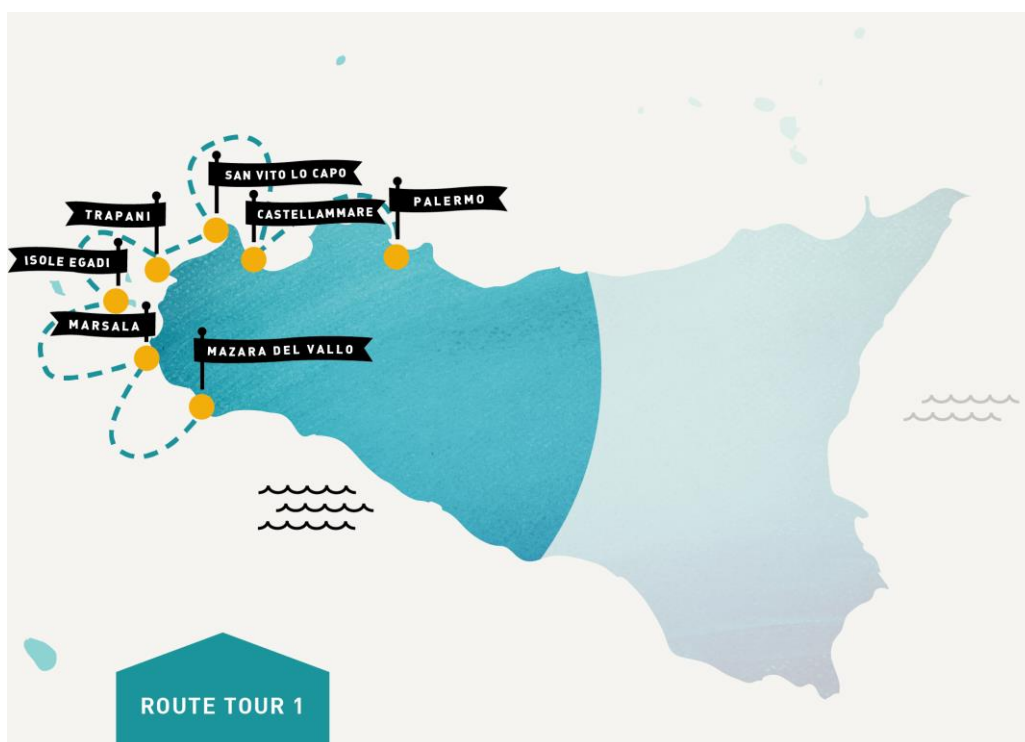 SAN VITO LO CAPO
PALERMO
TRAPANI
CASTELLAMMARE
ISOLE EGADI
MARSALA
MAZARA DEL VALLO
ROUTE TOUR 1